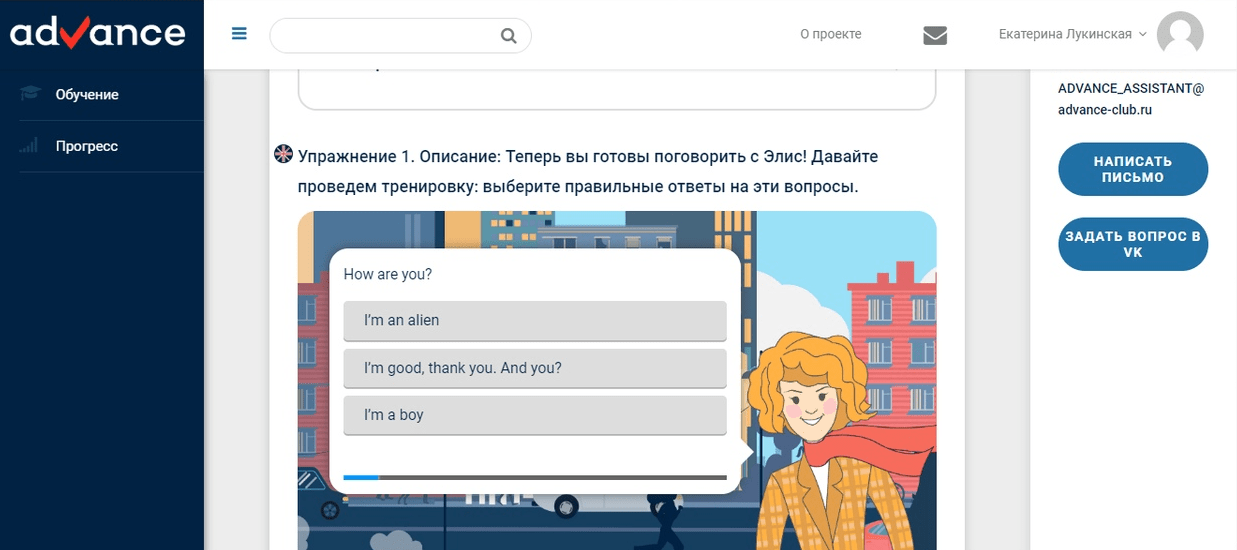 advance
О проекте
Екатерина Лукинская
Обучение
Прогресс
ADVANCE_ASSISTANT@
advance-club.ru
НАПИСАТЬ
ПИСЬМО
ЗАДАТЬ ВОПРОС В
VK
Упражнение 1. Описание: Теперь вы готовы поговорить с Элис! Давайте
проведем тренировку: выберите правильные ответы на эти вопросы.
How are you?
I’m an alien
I’m good, thank you. And you?
I’m a boy